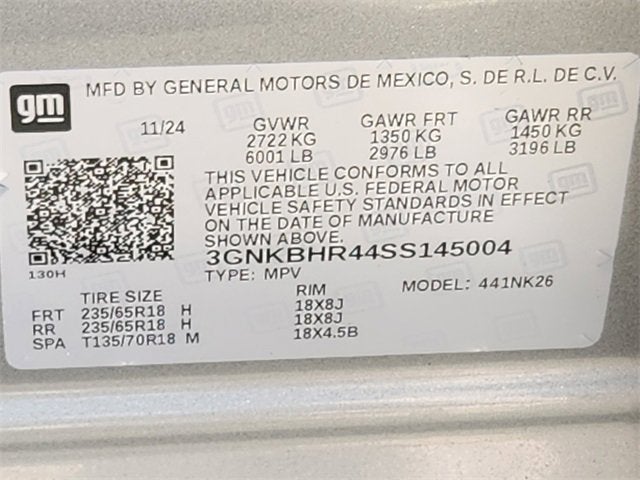 gm
MFD BY GENERAL MOTORS DE MEXICO, S. DE R.L. DE C.V.
11/24 GVWR GAWR FRT GAWR RR
2722 KG 1350 KG 1450 KG
6001 LB 2976 LB 3196 LB
THIS VEHICLE CONFORMS TO ALL
APPLICABLE U.S. FEDERAL MOTOR
VEHICLE SAFETY STANDARDS IN EFFECT
ON THE DATE OF MANUFACTURE
SHOWN ABOVE.
3GNKBHR44SS145004
130H TYPE: MPV MODEL: 441NK26
TIRE SIZE RIM
FRT 235/65R18 H 18X8J
RR 235/65R18 H 18X8J
SPA T135/70R18 M 18X4.5B